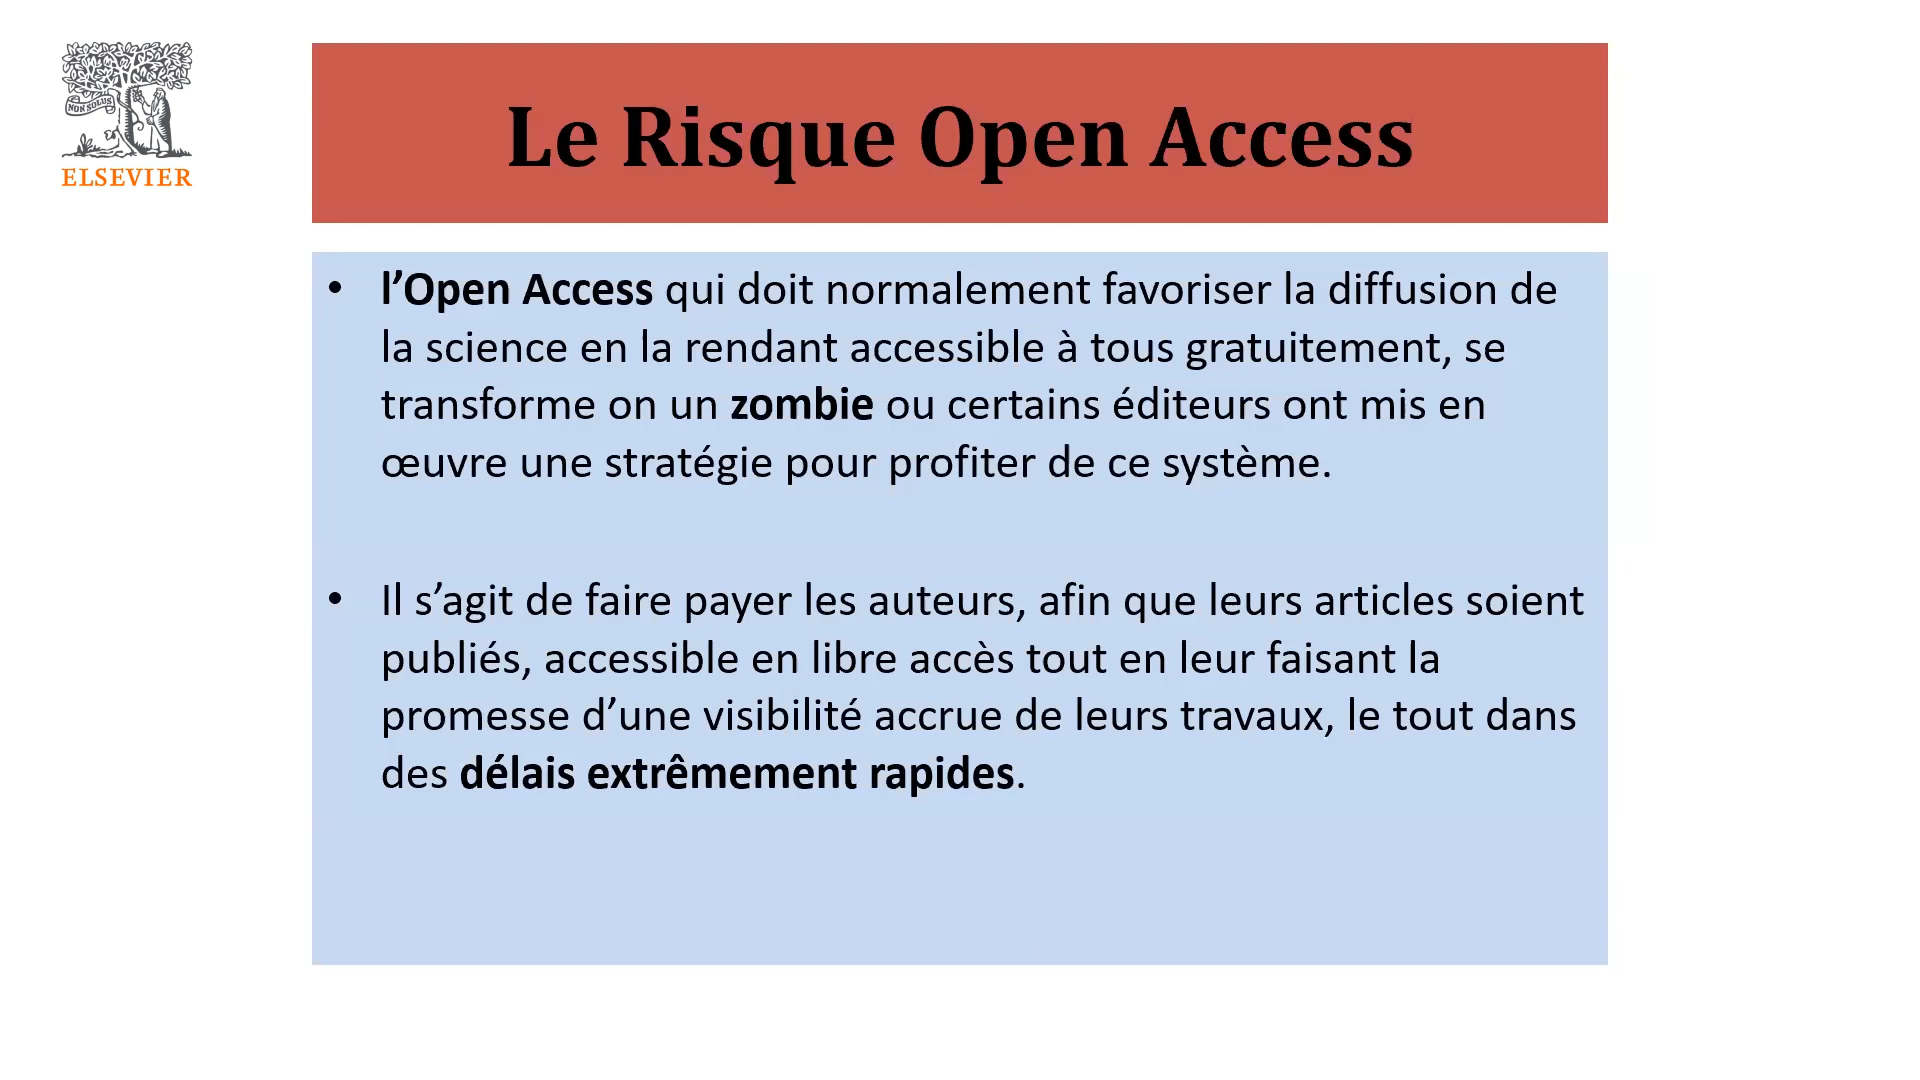 NON SOLUS
ELSEVIER
Le Risque Open Access
• l’Open Access qui doit normalement favoriser la diffusion de
la science en la rendant accessible à tous gratuitement, se
transforme on un zombie ou certains éditeurs ont mis en
œuvre une stratégie pour profiter de ce système.
• Il s’agit de faire payer les auteurs, afin que leurs articles soient
publiés, accessible en libre accès tout en leur faisant la
promesse d’une visibilité accrue de leurs travaux, le tout dans
des délais extrêmement rapides.